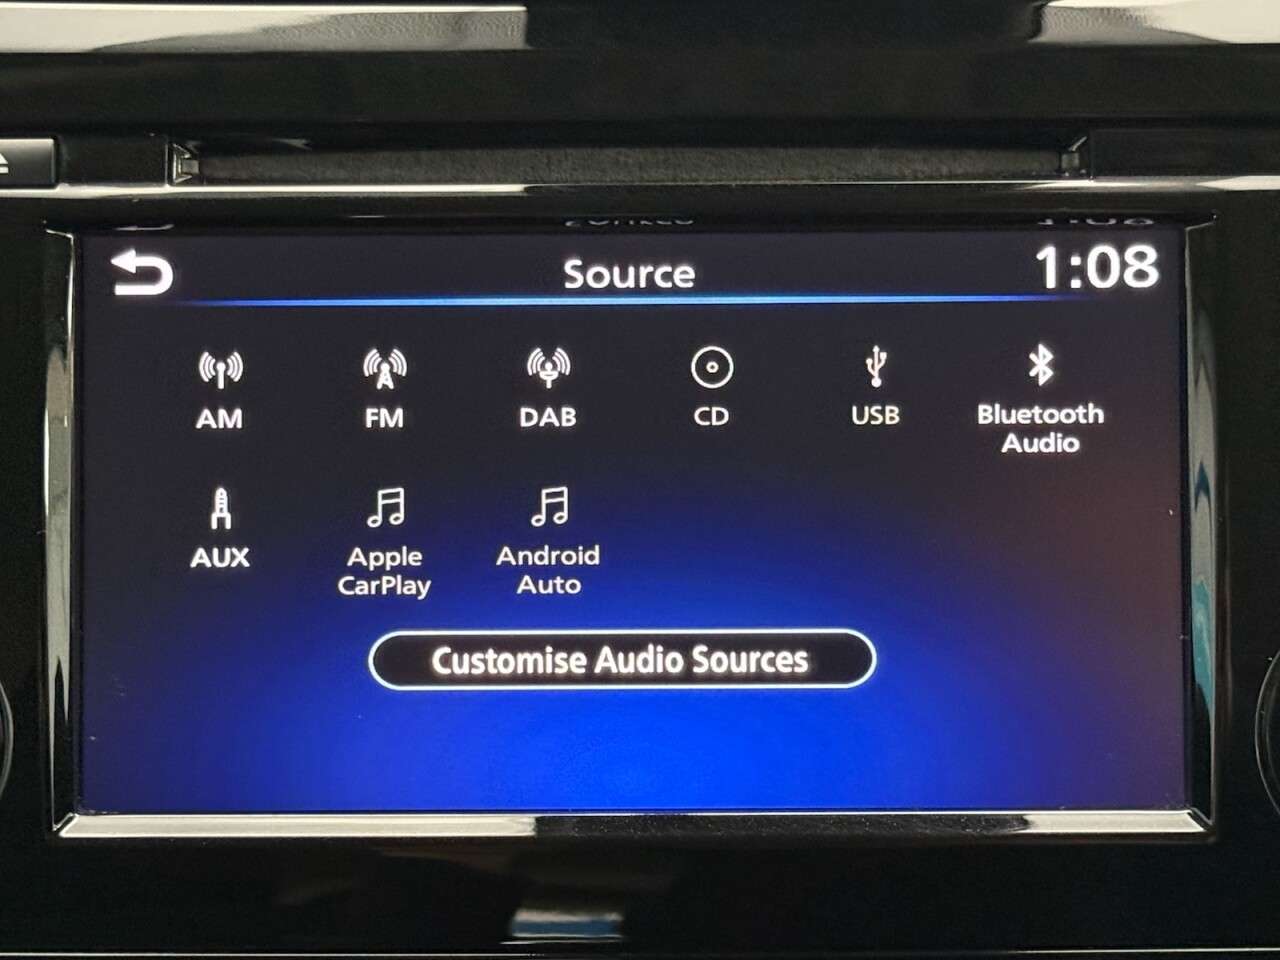 Source
1:08
AM
FM
DAB
CD
USB
Bluetooth
Audio
AUX
Apple
CarPlay
Android
Auto
Customise Audio Sources